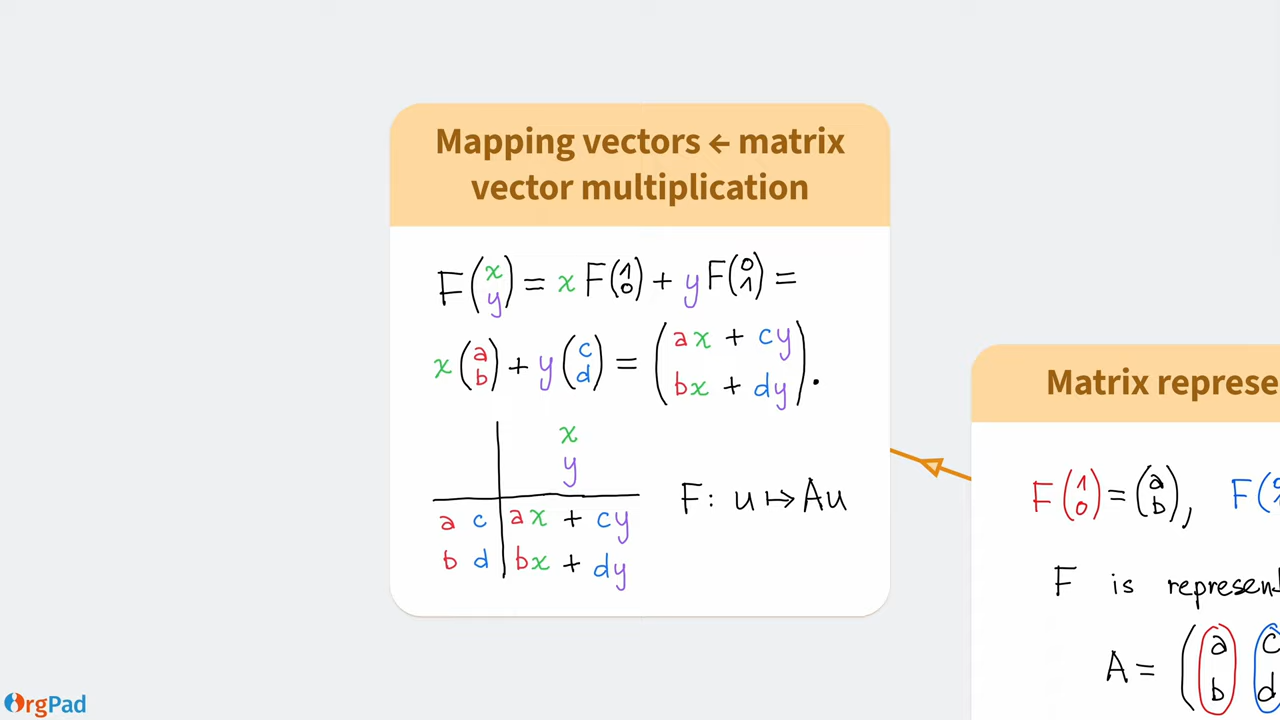 Mapping vectors ← matrix
vector multiplication
F(x y) = x F(1 0) + y F(0 1) =
x(a b) + y(c d) = (ax + cy bx + dy).
x
y
a c | ax + cy
b d | bx + dy
F: u ↦ Au
Matrix represe
F(1 0) = (a b), F(
F is represen
A = (a b c d
OrgPad